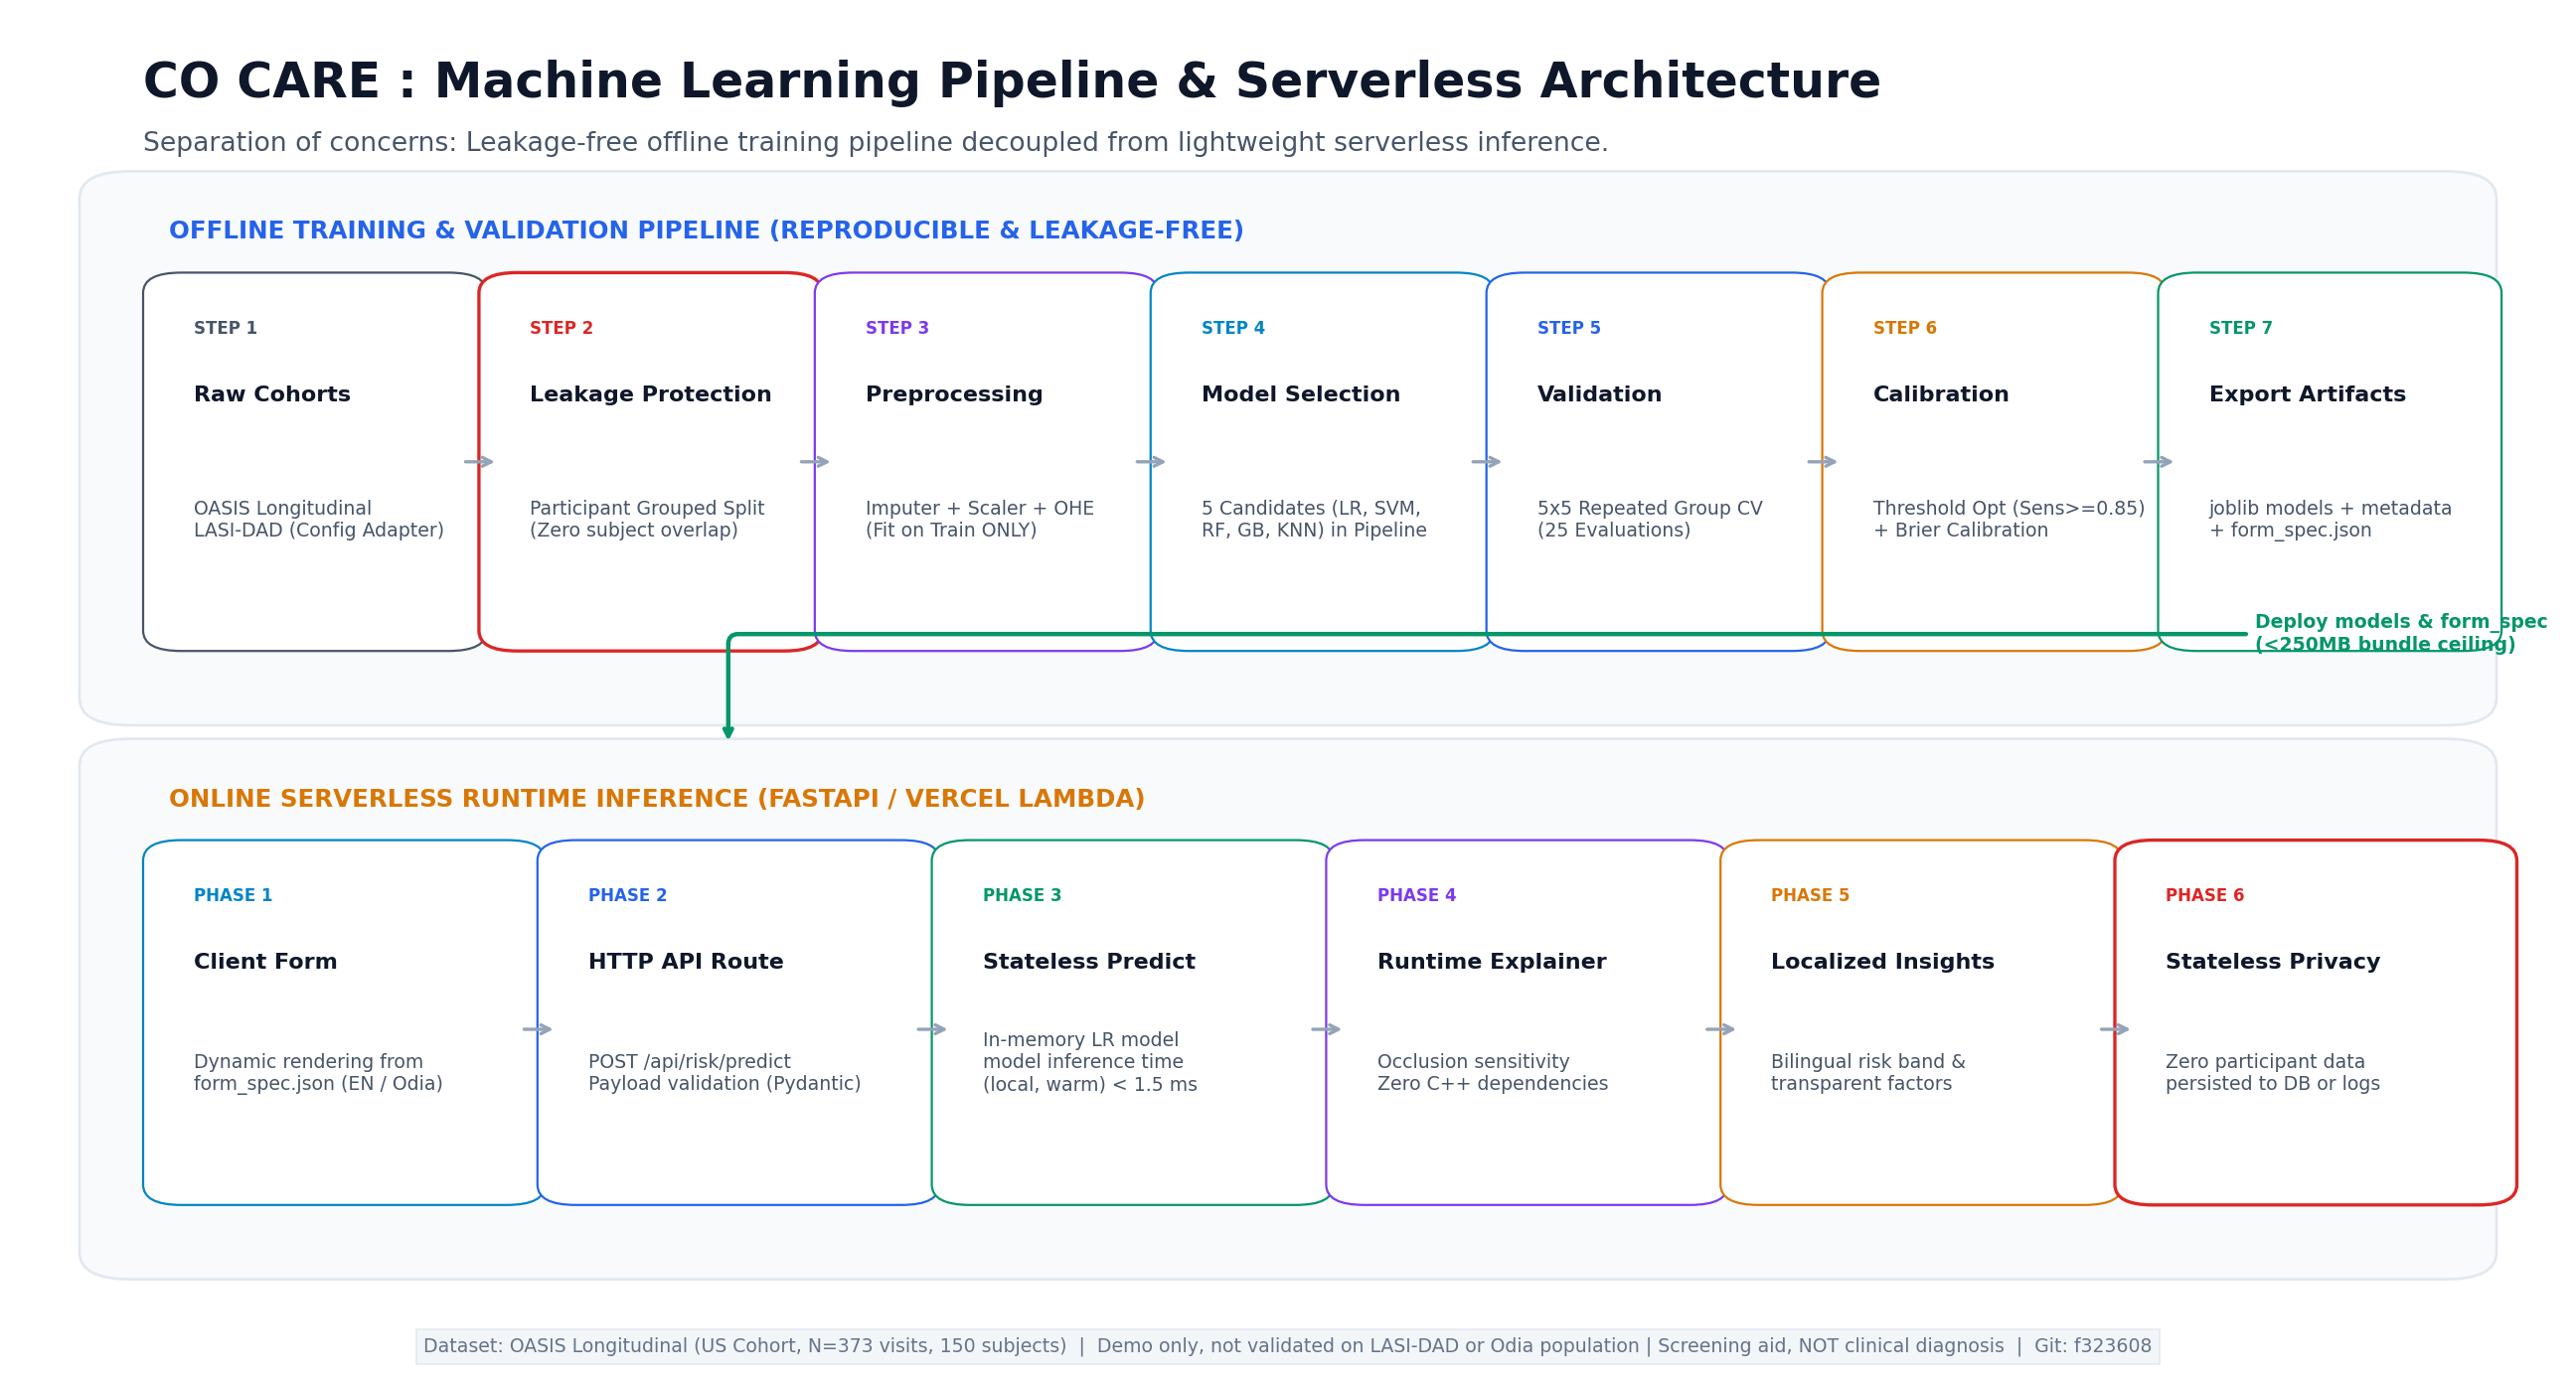 CO CARE : Machine Learning Pipeline & Serverless Architecture
Separation of concerns: Leakage-free offline training pipeline decoupled from lightweight serverless inference.
OFFLINE TRAINING & VALIDATION PIPELINE (REPRODUCIBLE & LEAKAGE-FREE)
STEP 1
Raw Cohorts
OASIS Longitudinal
LASI-DAD (Config Adapter)
STEP 2
Leakage Protection
Participant Grouped Split
(Zero subject overlap)
STEP 3
Preprocessing
Imputer + Scaler + OHE
(Fit on Train ONLY)
STEP 4
Model Selection
5 Candidates (LR, SVM,
RF, GB, KNN) in Pipeline
STEP 5
Validation
5x5 Repeated Group CV
(25 Evaluations)
STEP 6
Calibration
Threshold Opt (Sens>=0.85)
+ Brier Calibration
STEP 7
Export Artifacts
joblib models + metadata
+ form_spec.json
Deploy models & form_spec
(<250MB bundle ceiling)
ONLINE SERVERLESS RUNTIME INFERENCE (FASTAPI / VERCEL LAMBDA)
PHASE 1
Client Form
Dynamic rendering from
form_spec.json (EN / Odia)
PHASE 2
HTTP API Route
POST /api/risk/predict
Payload validation (Pydantic)
PHASE 3
Stateless Predict
In-memory LR model
model inference time
(local, warm) < 1.5 ms
PHASE 4
Runtime Explainer
Occlusion sensitivity
Zero C++ dependencies
PHASE 5
Localized Insights
Bilingual risk band &
transparent factors
PHASE 6
Stateless Privacy
Zero participant data
persisted to DB or logs
Dataset: OASIS Longitudinal (US Cohort, N=373 visits, 150 subjects) | Demo only, not validated on LASI-DAD or Odia population | Screening aid, NOT clinical diagnosis | Git: f323608